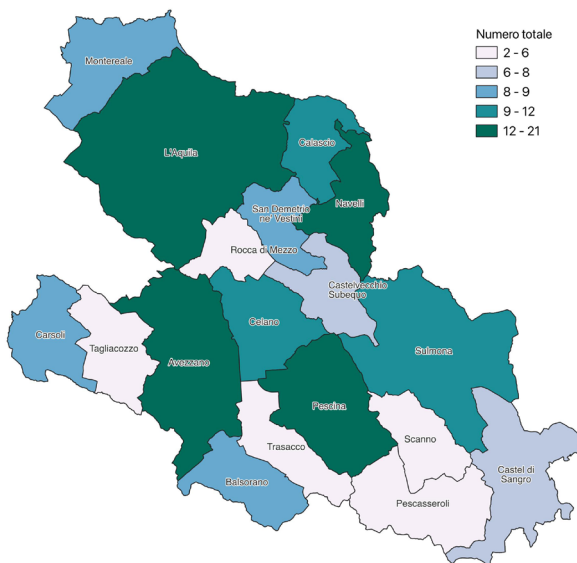 Numero totale
2 - 6
6 - 8
8 - 9
9 - 12
12 - 21
Montereale
L'Aquila
Calascio
San Demetrio
ne' Vestini
Navelli
Rocca di Mezzo
Castelvecchio
Subequo
Carsoli
Tagliacozzo
Avezzano
Celano
Sulmona
Pescina
Trasacco
Scanno
Balsorano
Pescasseroli
Castel di
Sangro